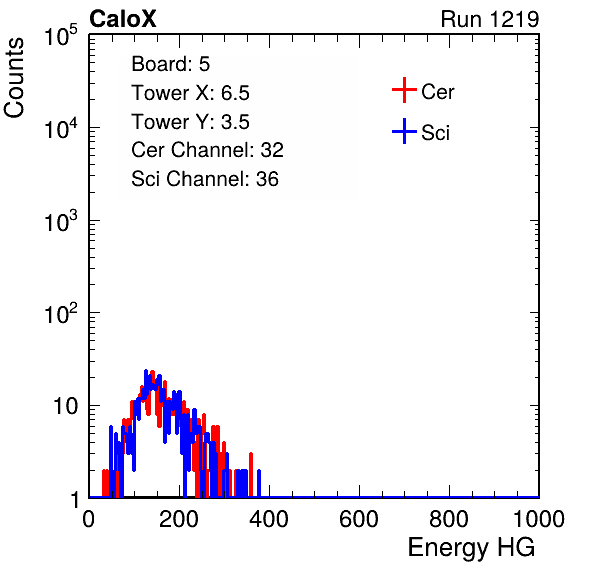 CaloX Run 1219
Counts
10^5
10^4
10^3
10^2
10
1
Board: 5
Tower X: 6.5
Tower Y: 3.5
Cer Channel: 32
Sci Channel: 36
Cer
Sci
0 200 400 600 800 1000
Energy HG